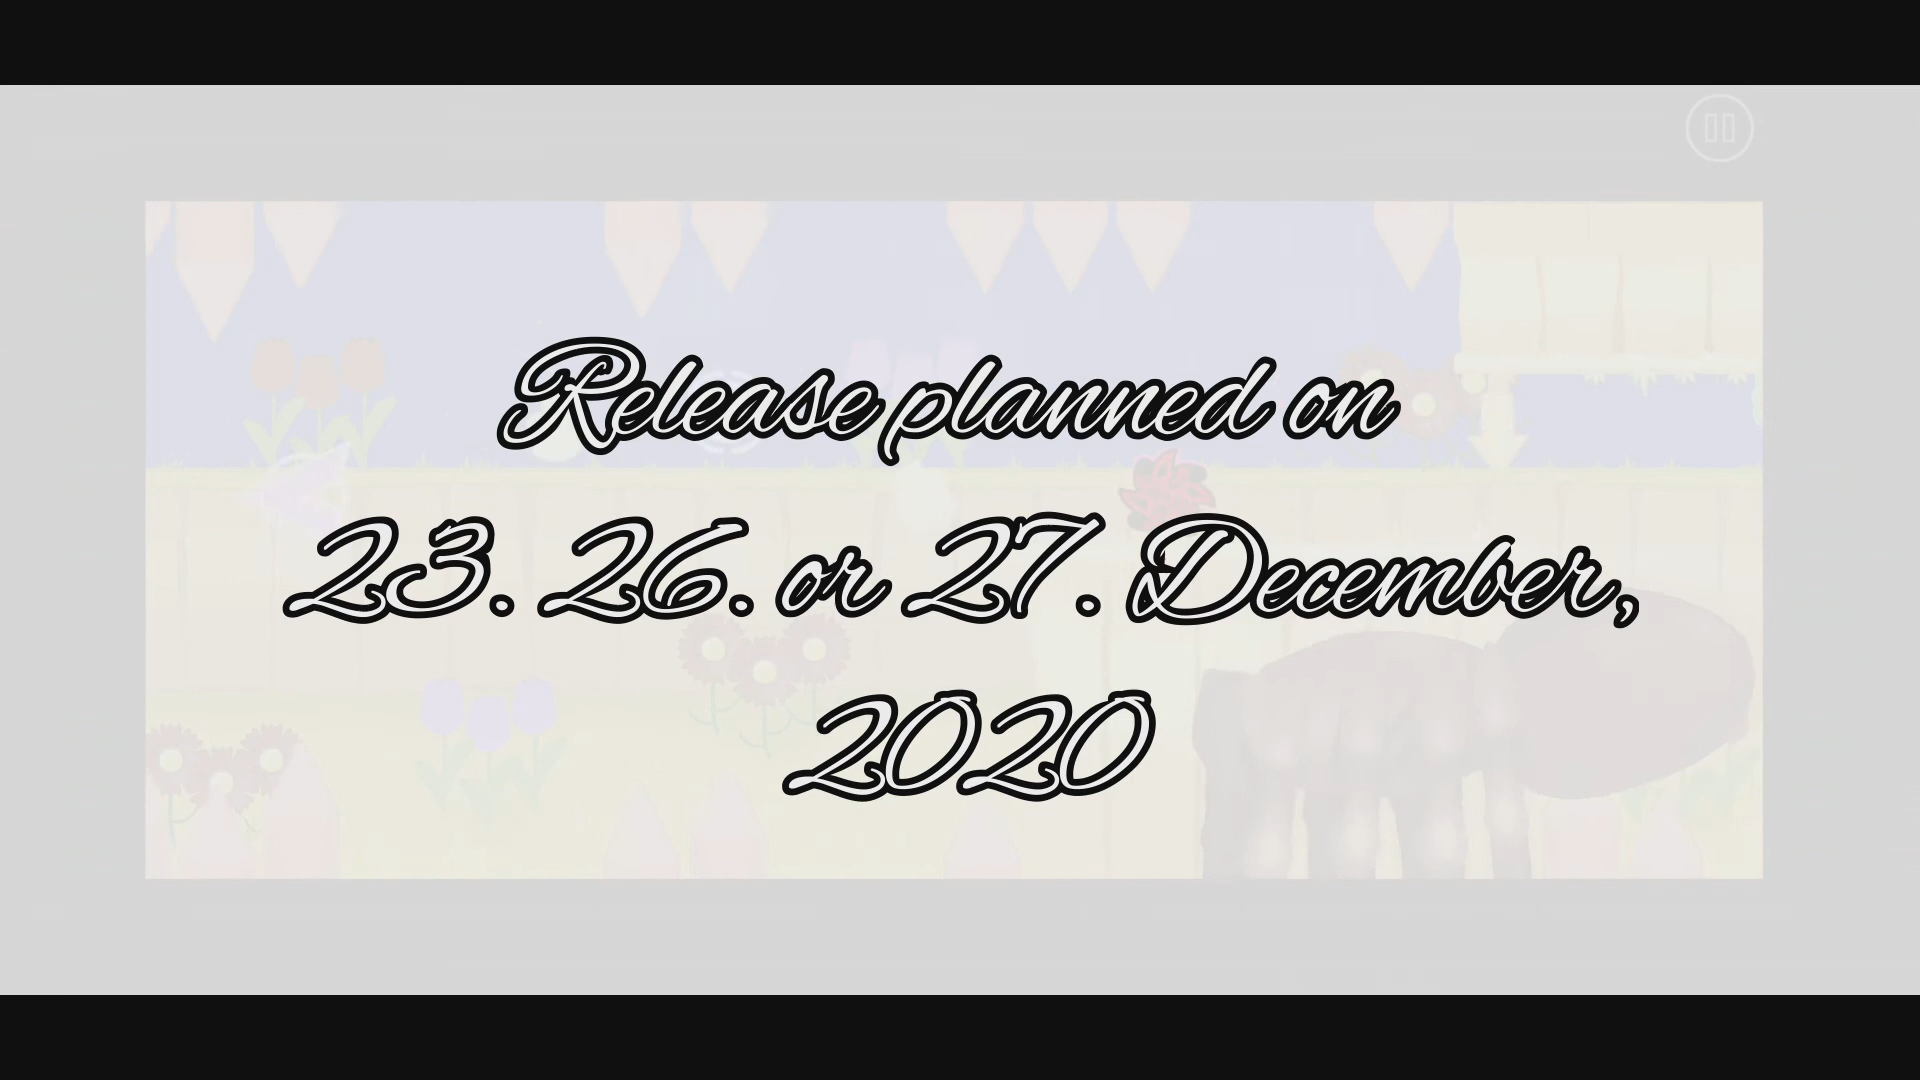 Release planned on
23. 26. or 27. December,
2020